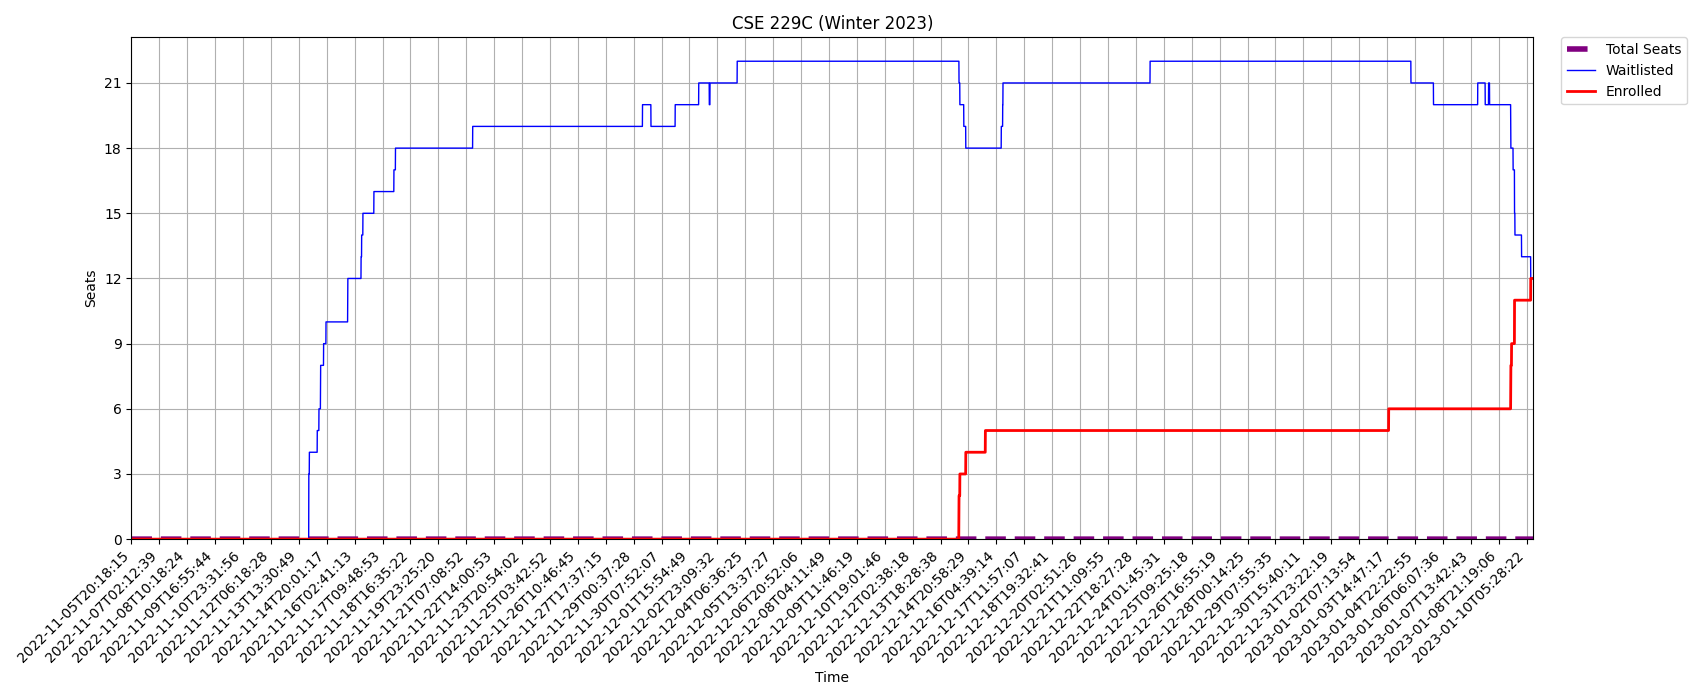 CSE 229C (Winter 2023)
Total Seats
Waitlisted
Enrolled
Seats
21
18
15
12
9
6
3
0
2022-11-05T20:18:15
2022-11-07T02:12:39
2022-11-08T10:18:24
2022-11-09T16:55:44
2022-11-10T23:31:56
2022-11-12T06:18:28
2022-11-13T13:30:49
2022-11-14T20:01:17
2022-11-16T02:41:13
2022-11-17T09:48:53
2022-11-18T16:35:22
2022-11-19T23:25:20
2022-11-21T07:08:52
2022-11-22T14:00:53
2022-11-23T20:54:02
2022-11-25T03:42:52
2022-11-26T10:46:45
2022-11-27T17:37:15
2022-11-29T00:37:28
2022-11-30T07:52:07
2022-12-01T15:54:49
2022-12-02T23:09:32
2022-12-04T06:36:25
2022-12-05T13:37:27
2022-12-06T20:52:06
2022-12-08T04:11:49
2022-12-09T11:46:19
2022-12-10T19:01:46
2022-12-12T02:38:18
2022-12-13T18:28:38
2022-12-14T20:58:29
2022-12-16T04:39:14
2022-12-17T11:57:07
2022-12-18T19:32:41
2022-12-20T02:51:26
2022-12-21T11:09:55
2022-12-22T18:27:28
2022-12-24T01:45:31
2022-12-25T09:25:18
2022-12-26T16:55:19
2022-12-28T00:14:25
2022-12-29T07:55:35
2022-12-30T15:40:11
2022-12-31T23:22:19
2023-01-02T07:13:54
2023-01-03T14:47:17
2023-01-04T22:22:55
2023-01-06T06:07:36
2023-01-07T13:42:43
2023-01-08T21:19:06
2023-01-10T05:28:22
Time